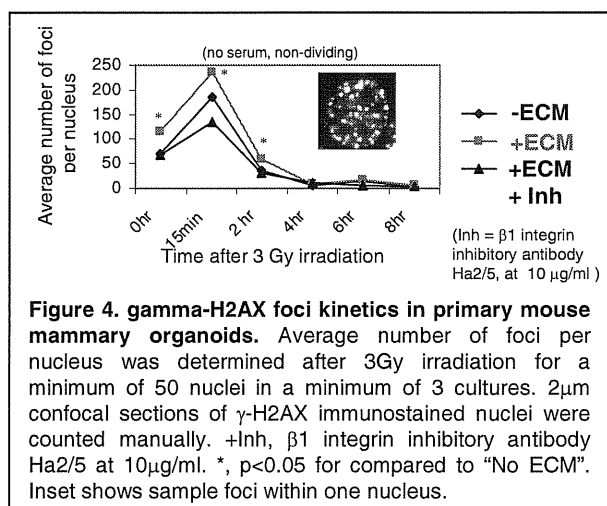 (no serum, non-dividing)
Average number of foci
per nucleus
250
200
150
100
50
0
*
*
*
0hr
15min
2 hr
4hr
6hr
8hr
Time after 3 Gy irradiation
-ECM
+ECM
+ECM
+ Inh
(Inh = β1 integrin
inhibitory antibody
Ha2/5, at 10 μg/ml )
Figure 4. gamma-H2AX foci kinetics in primary mouse
mammary organoids. Average number of foci per
nucleus was determined after 3Gy irradiation for a
minimum of 50 nuclei in a minimum of 3 cultures. 2μm
confocal sections of γ-H2AX immunostained nuclei were
counted manually. +Inh, β1 integrin inhibitory antibody
Ha2/5 at 10μg/ml. *, p<0.05 for compared to “No ECM”.
Inset shows sample foci within one nucleus.